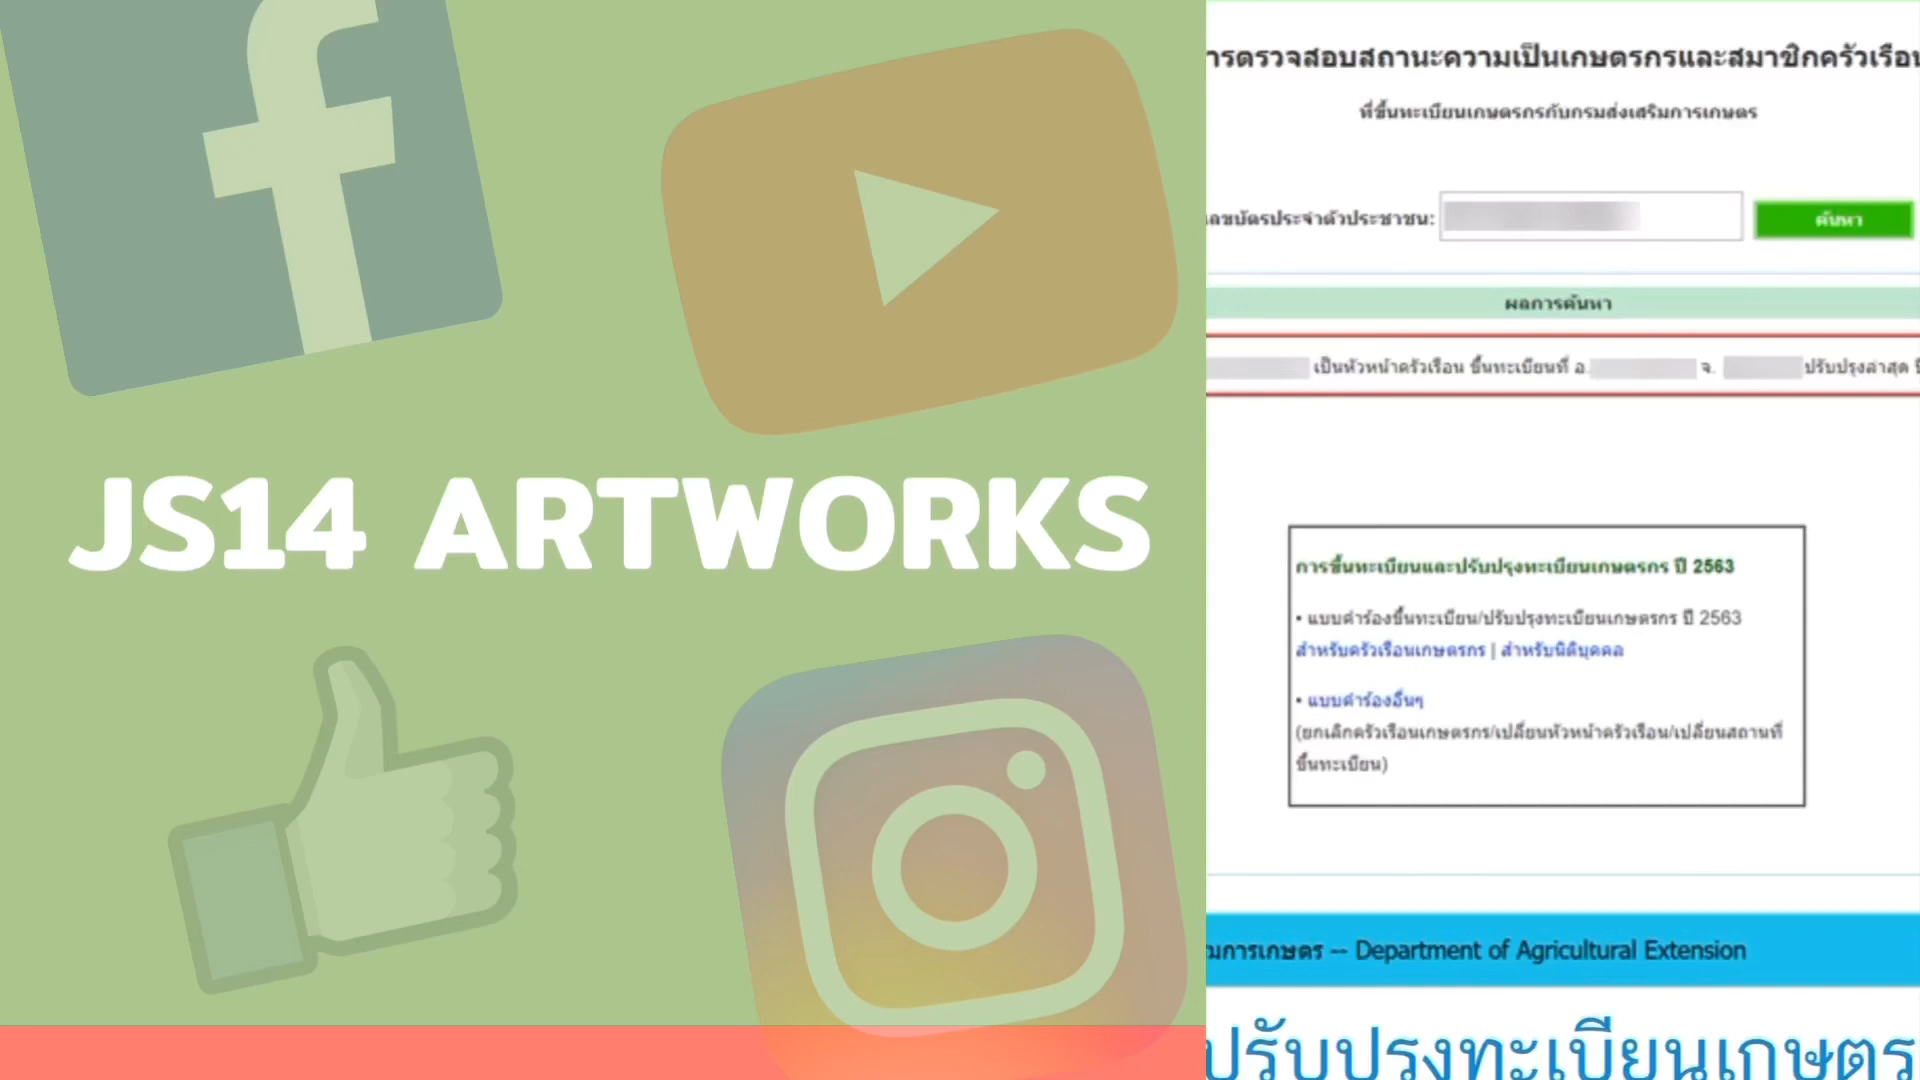 JS14 ARTWORKS
ารตรวจสอบสถานะความเป็นเกษตรกรและสมาชิกครัวเรือน
ที่ขึ้นทะเบียนเกษตรกรกับกรมส่งเสริมการเกษตร
ลขบัตรประจำตัวประชาชน:
ค้นหา
ผลการค้นหา
เป็นหัวหน้าครัวเรือน ขึ้นทะเบียนที่ อ. จ. ปรับปรุงล่าสุด ปี
การขึ้นทะเบียนและปรับปรุงทะเบียนเกษตรกร ปี 2563
• แบบคำร้องขึ้นทะเบียน/ปรับปรุงทะเบียนเกษตรกร ปี 2563
สำหรับครัวเรือนเกษตรกร | สำหรับนิติบุคคล
• แบบคำร้องอื่นๆ
(ยกเลิกครัวเรือนเกษตรกร/เปลี่ยนหัวหน้าครัวเรือน/เปลี่ยนสถานที่
ขึ้นทะเบียน)
มการเกษตร -- Department of Agricultural Extension
ปรับปรุงทะเบียนเกษตร